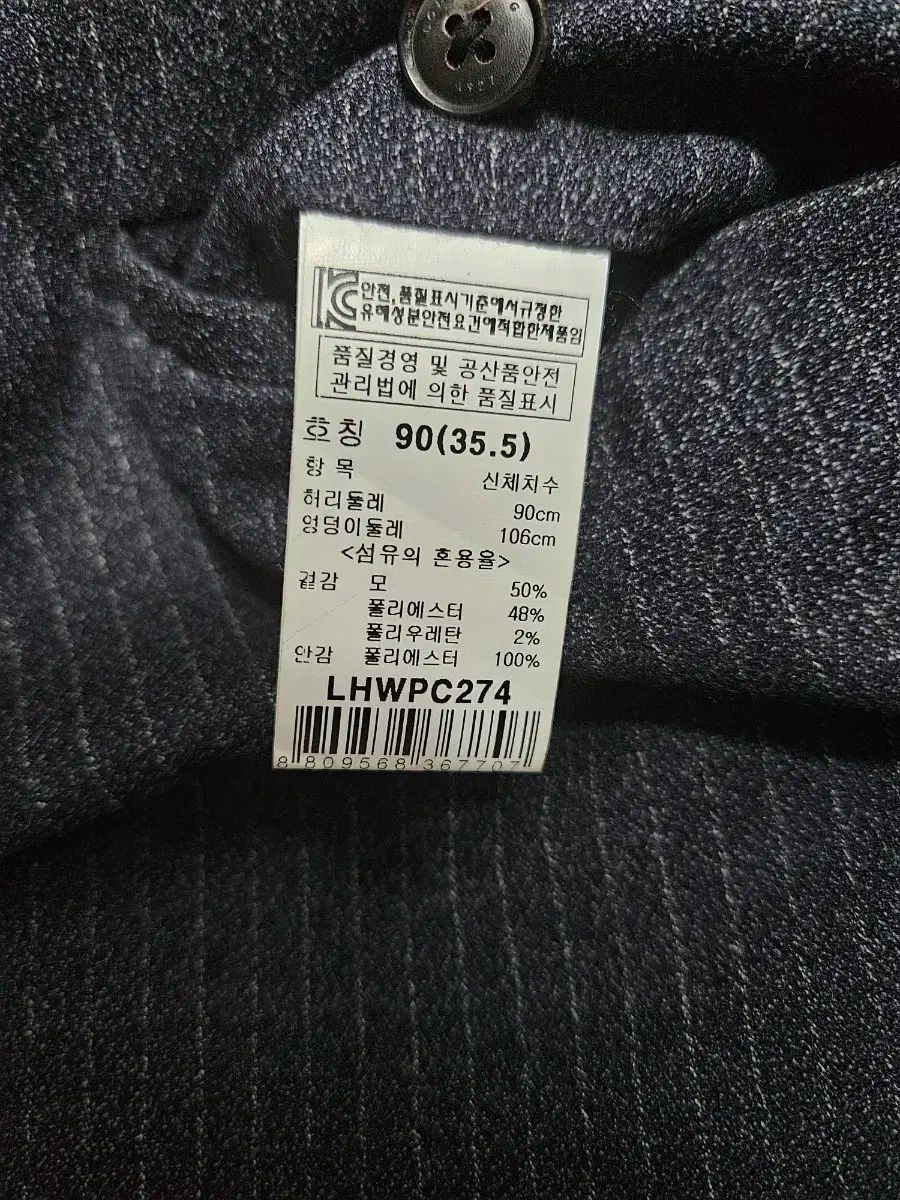 안전, 품질표시기준에서규정한
유해성분안전요건에적합한제품임
품질경영 및 공산품안전
관리법에 의한 품질표시
호칭 90(35.5)
항 목 신체치수
허리둘레 90cm
엉덩이둘레 106cm
<섬유의 혼용율>
겉감 모 50%
폴리에스터 48%
폴리우레탄 2%
안감 폴리에스터 100%
LHWPC274
8 809568 367707